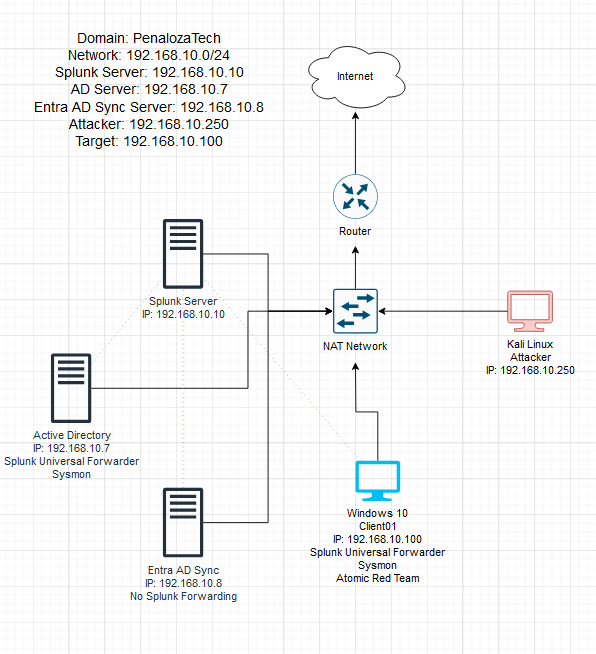 Domain: PenalozaTech
Network: 192.168.10.0/24
Splunk Server: 192.168.10.10
AD Server: 192.168.10.7
Entra AD Sync Server: 192.168.10.8
Attacker: 192.168.10.250
Target: 192.168.10.100
Internet
Router
Splunk Server
IP: 192.168.10.10
NAT Network
Kali Linux
Attacker
IP: 192.168.10.250
Active Directory
IP: 192.168.10.7
Splunk Universal Forwarder
Sysmon
Windows 10
Client01
IP: 192.168.10.100
Splunk Universal Forwarder
Sysmon
Atomic Red Team
Entra AD Sync
IP: 192.168.10.8
No Splunk Forwarding